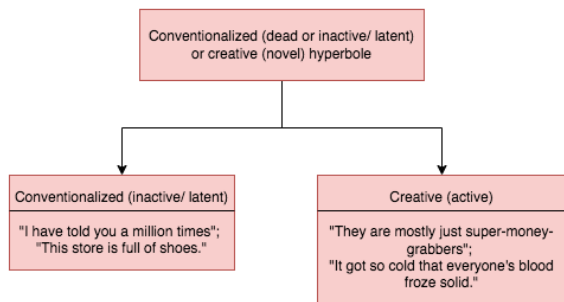 Conventionalized (dead or inactive/ latent)
or creative (novel) hyperbole
Conventionalized (inactive/ latent)
"I have told you a million times";
"This store is full of shoes."
Creative (active)
"They are mostly just super-money-
grabbers";
"It got so cold that everyone's blood
froze solid."